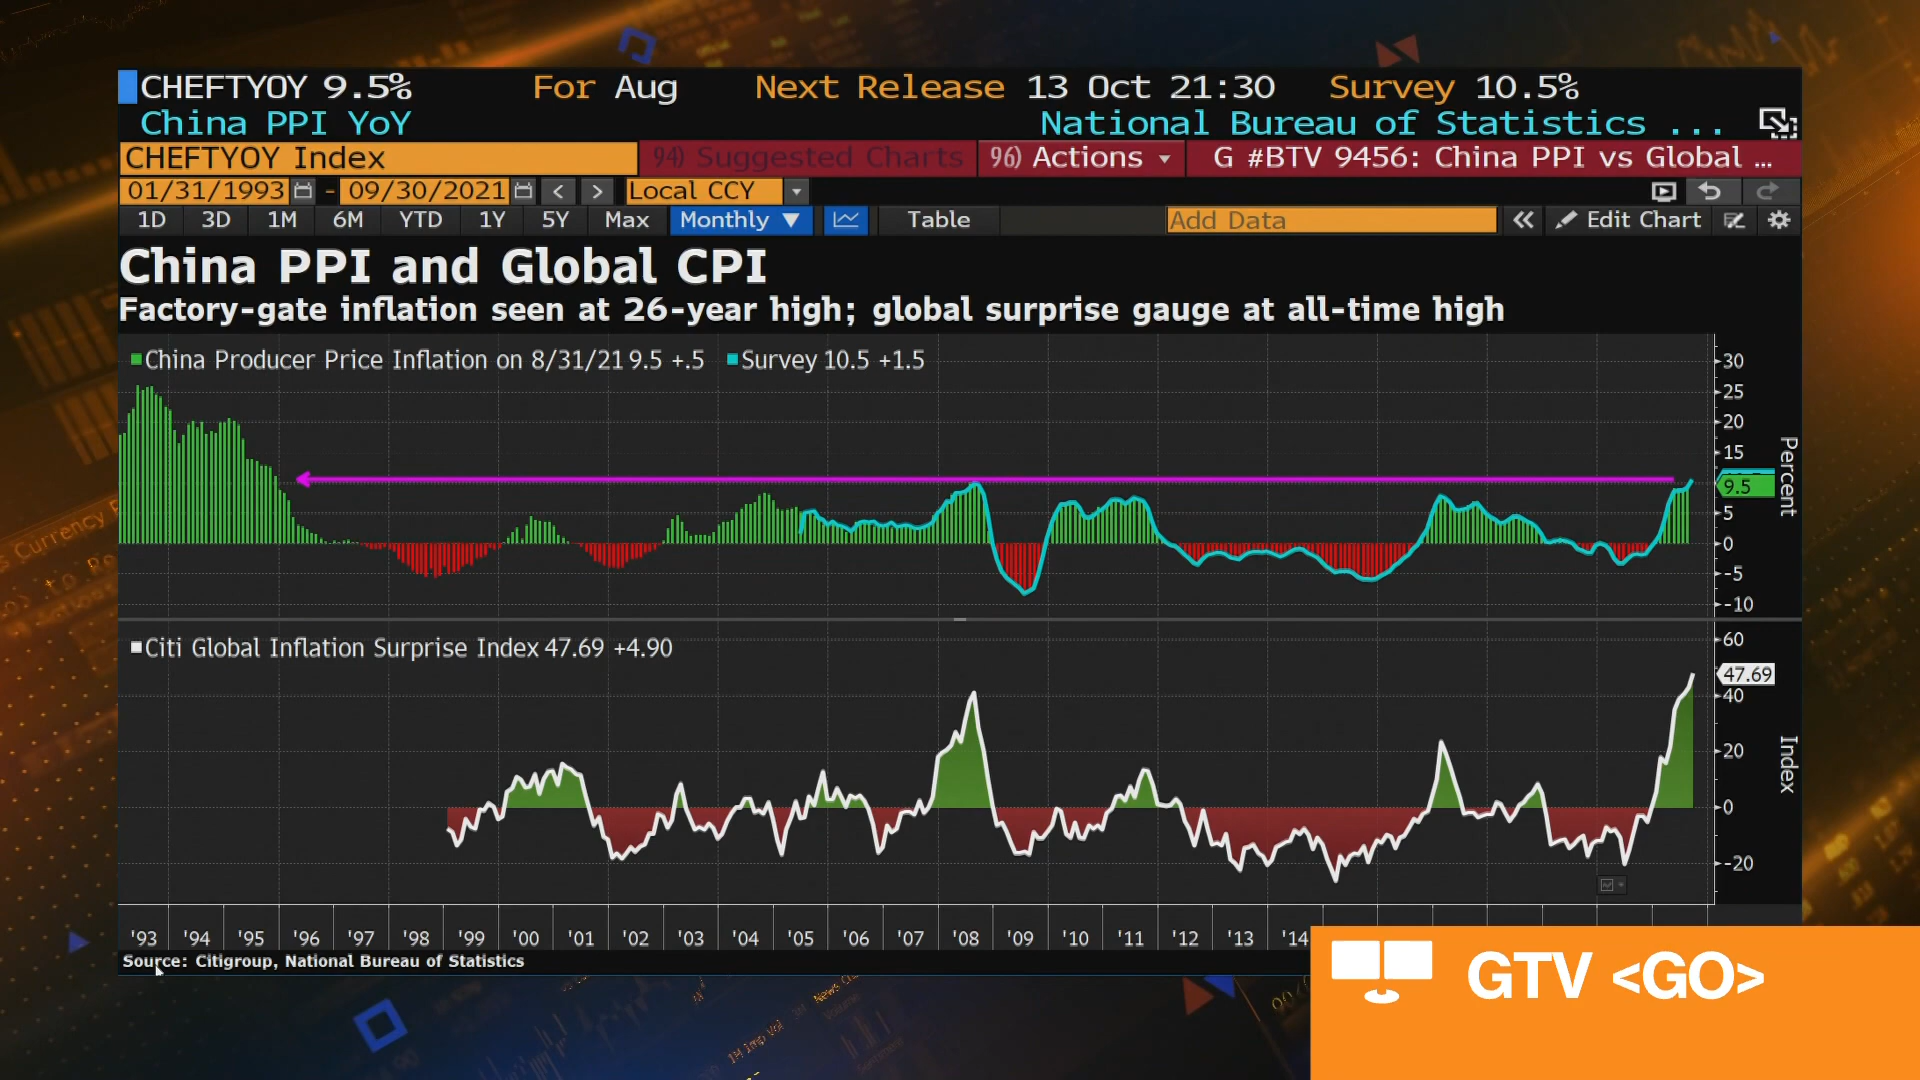 CHEFTYOY 9.5% For Aug Next Release 13 Oct 21:30 Survey 10.5%
China PPI YoY National Bureau of Statistics ...
CHEFTYOY Index 94) Suggested Charts 96) Actions G #BTV 9456: China PPI vs Global ...
01/31/1993 - 09/30/2021 < > Local CCY
1D 3D 1M 6M YTD 1Y 5Y Max Monthly ▼ Table Add Data « Edit Chart
China PPI and Global CPI
Factory-gate inflation seen at 26-year high; global surprise gauge at all-time high
China Producer Price Inflation on 8/31/21 9.5 +.5 Survey 10.5 +1.5
30
25
20
15
9.5
5
0
-5
-10
Percent
Citi Global Inflation Surprise Index 47.69 +4.90
60
47.69
40
20
0
-20
Index
'93 '94 '95 '96 '97 '98 '99 '00 '01 '02 '03 '04 '05 '06 '07 '08 '09 '10 '11 '12 '13 '14
Source: Citigroup, National Bureau of Statistics
GTV <GO>